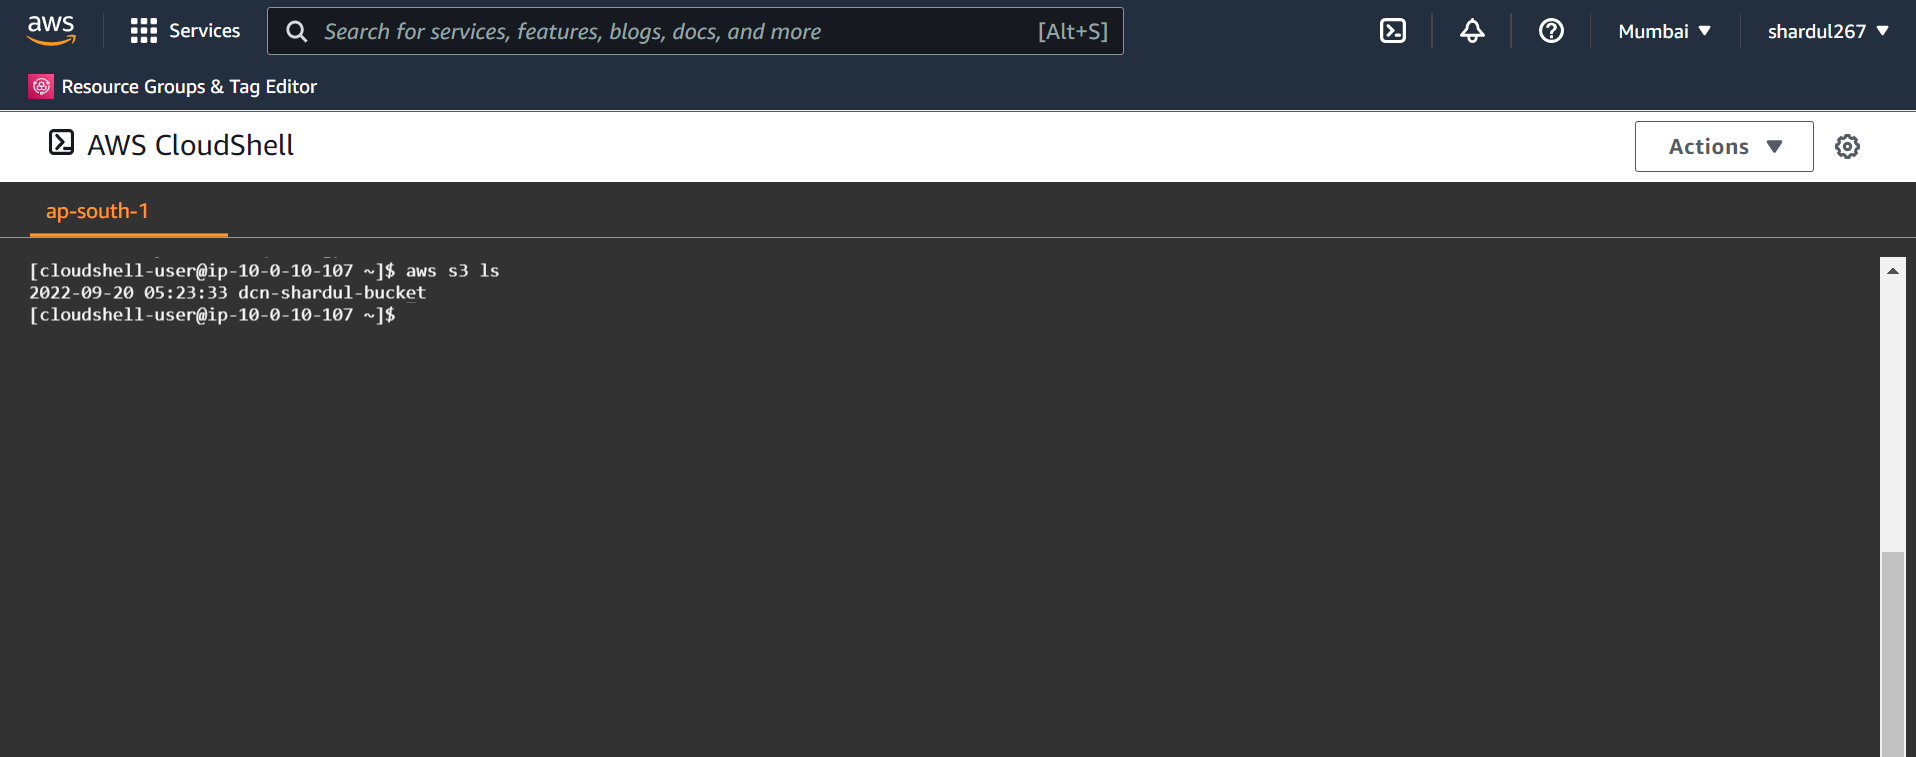 aws
Services
Search for services, features, blogs, docs, and more
[Alt+S]
Mumbai
shardul267
Resource Groups & Tag Editor
AWS CloudShell
Actions
ap-south-1
[cloudshell-user@ip-10-0-10-107 ~]$ aws s3 ls
2022-09-20 05:23:33 dcn-shardul-bucket
[cloudshell-user@ip-10-0-10-107 ~]$